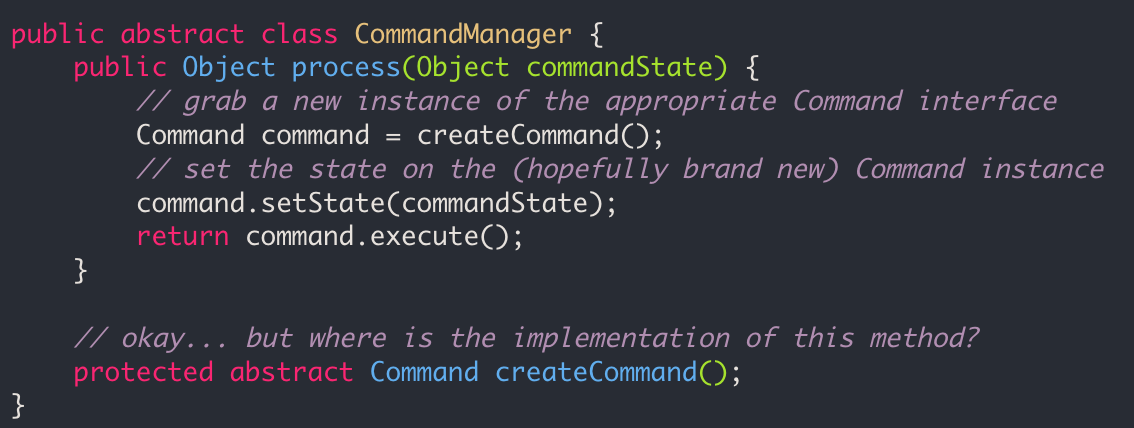 public abstract class CommandManager {
    public Object process(Object commandState) {
        // grab a new instance of the appropriate Command interface
        Command command = createCommand();
        // set the state on the (hopefully brand new) Command instance
        command.setState(commandState);
        return command.execute();
    }

    // okay... but where is the implementation of this method?
    protected abstract Command createCommand();
}